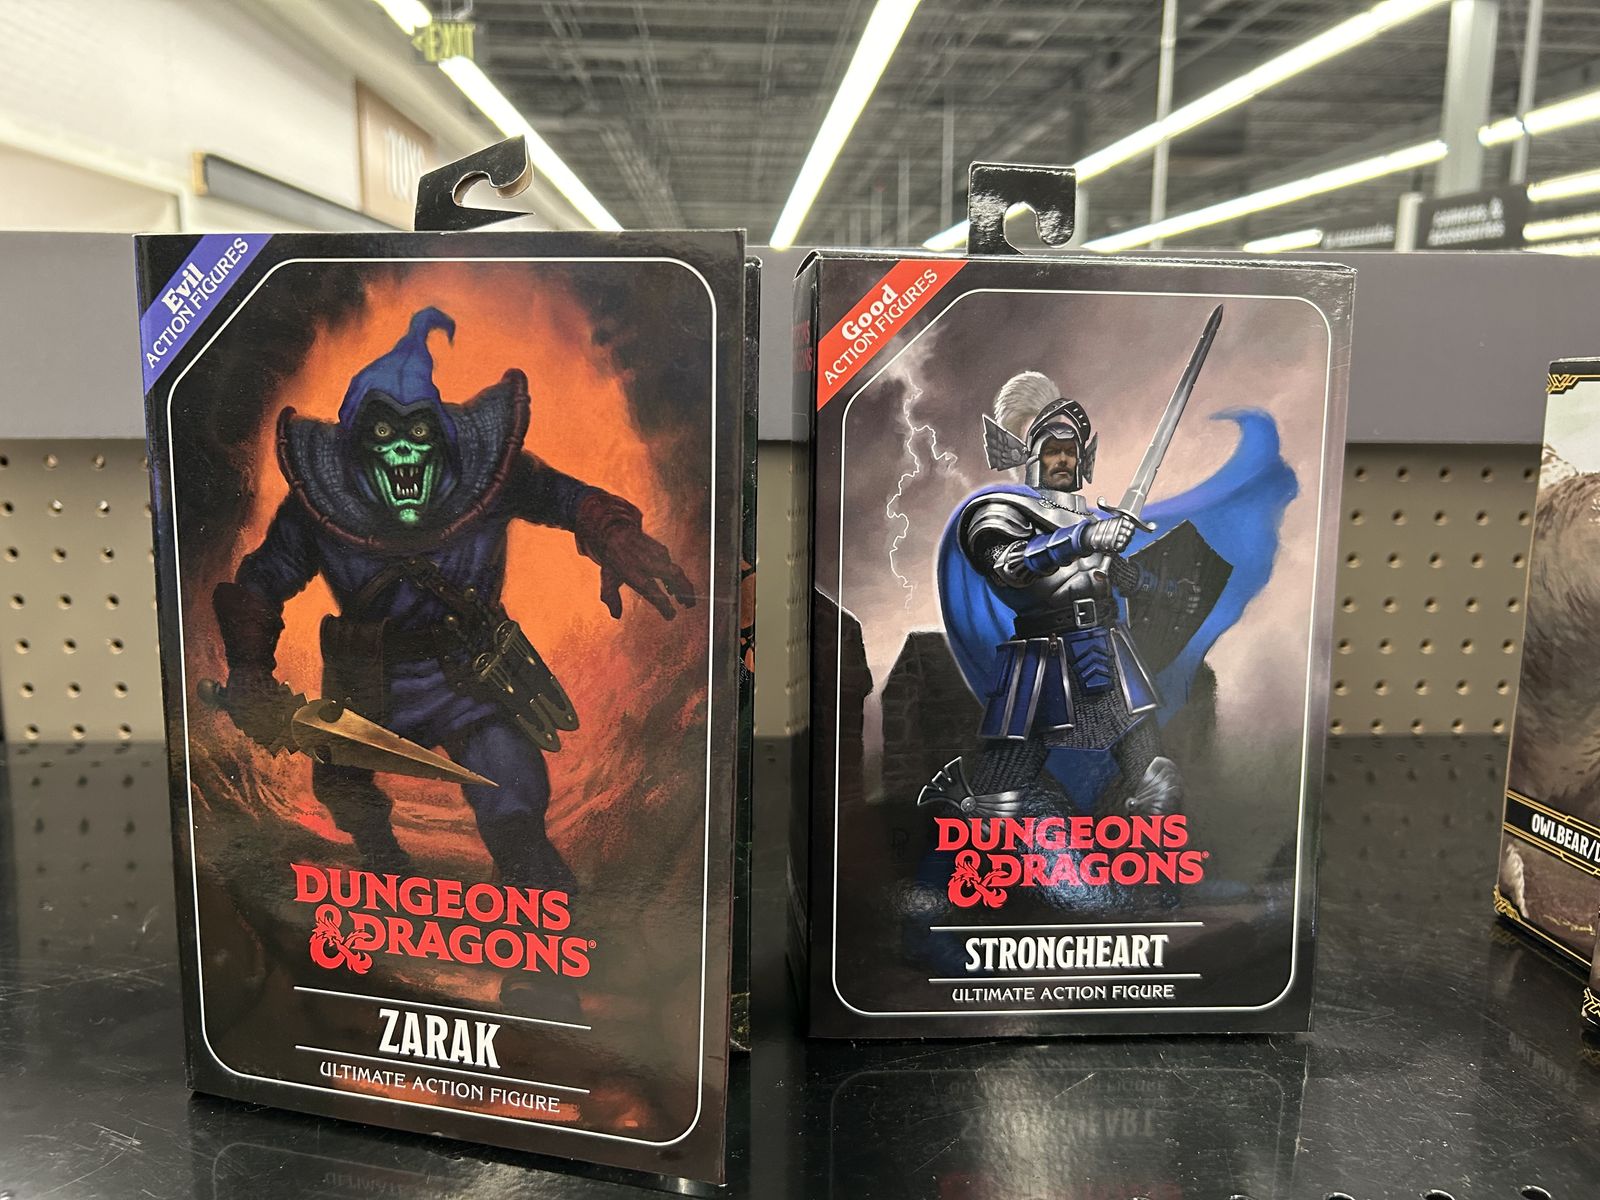 EXIT
TOYS
Evil
ACTION FIGURES
DUNGEONS
& DRAGONS®
ZARAK
ULTIMATE ACTION FIGURE
Good
ACTION FIGURES
DUNGEONS
& DRAGONS®
STRONGHEART
ULTIMATE ACTION FIGURE
OWLBEAR/